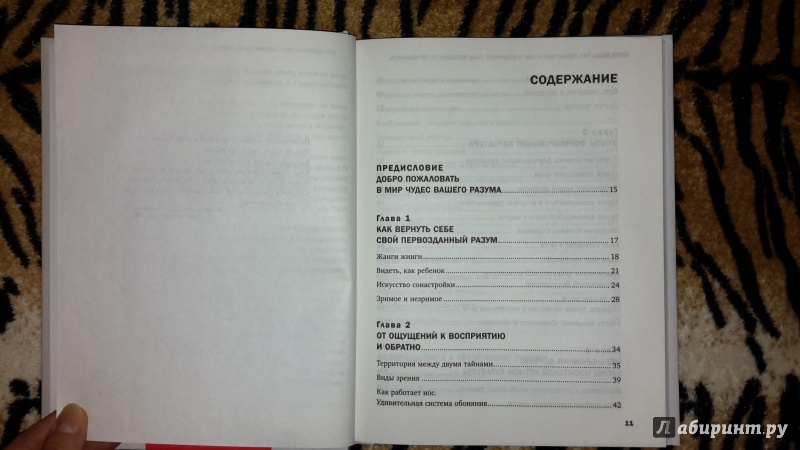 СОДЕРЖАНИЕ
ПРЕДИСЛОВИЕ
ДОБРО ПОЖАЛОВАТЬ
В МИР ЧУДЕС ВАШЕГО РАЗУМА 15
Глава 1
КАК ВЕРНУТЬ СЕБЕ
СВОЙ ПЕРВОЗДАННЫЙ РАЗУМ 17
Жанги жинги 18
Видеть, как ребенок 21
Искусство сонастройки 24
Зримое и незримое 28
Глава 2
ОТ ОЩУЩЕНИЙ К ВОСПРИЯТИЮ
И ОБРАТНО 34
Территория между двумя тайнами 35
Виды зрения 39
Как работает нос.
Удивительная система обоняния 42
11
Лабиринт.ру